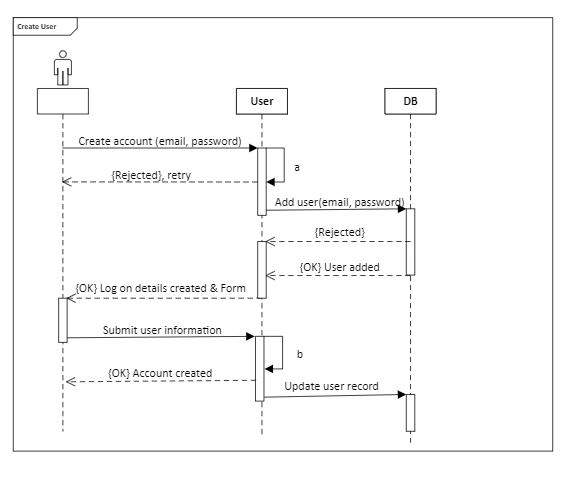 Create User
User
DB
Create account (email, password)
a
{Rejected}, retry
Add user(email, password)
{Rejected}
{OK} User added
{OK} Log on details created & Form
Submit user information
b
{OK} Account created
Update user record